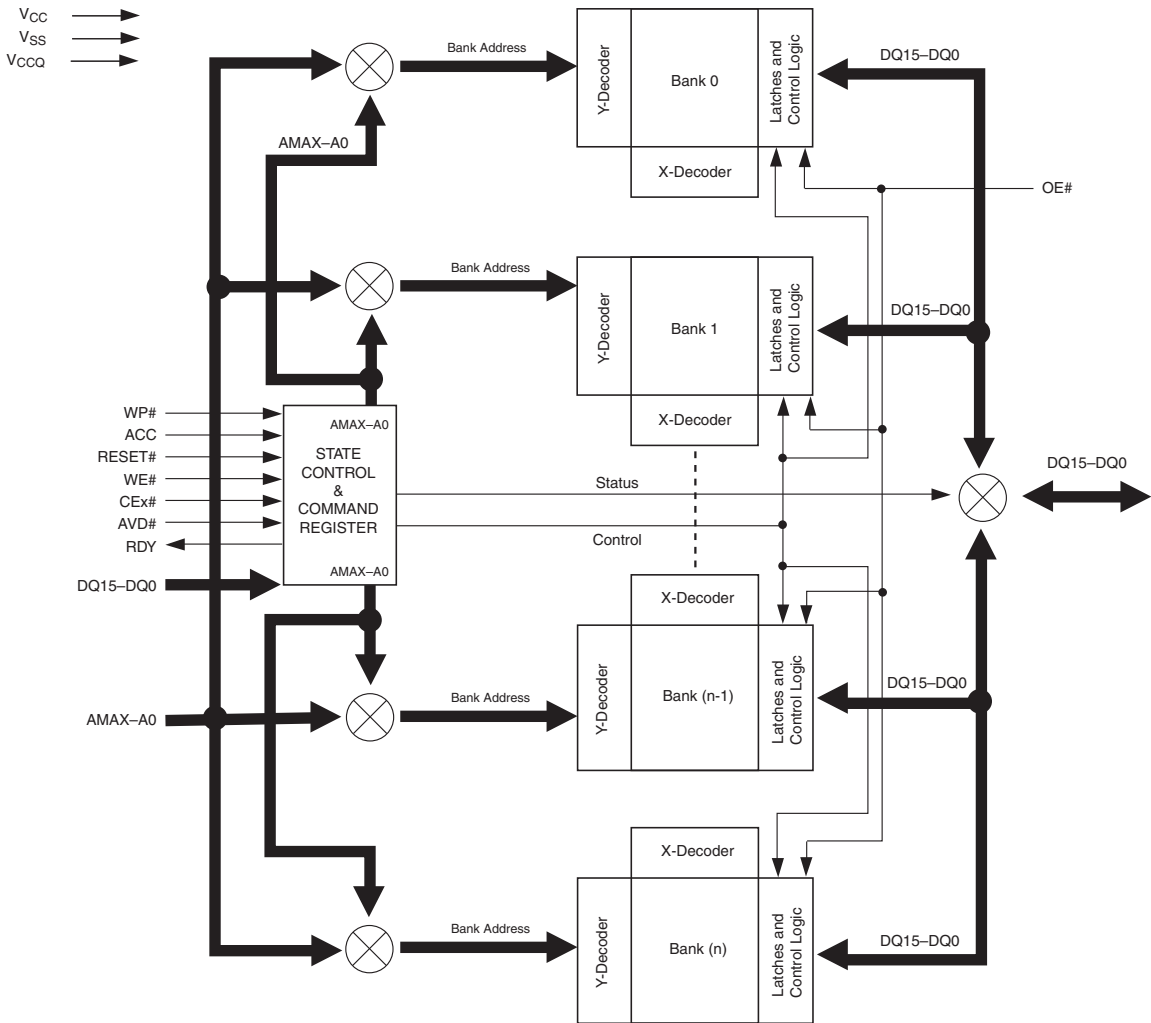 VCC
VSS
VCCQ
Bank Address
Y-Decoder
Bank 0
Latches and
Control Logic
DQ15–DQ0
AMAX–A0
X-Decoder
OE#
Bank Address
Y-Decoder
Bank 1
Latches and
Control Logic
DQ15–DQ0
X-Decoder
WP#
ACC
RESET#
WE#
CEx#
AVD#
RDY
DQ15–DQ0
AMAX–A0
STATE
CONTROL
&
COMMAND
REGISTER
AMAX–A0
Status
Control
DQ15–DQ0
X-Decoder
AMAX–A0
Bank Address
Y-Decoder
Bank (n-1)
Latches and
Control Logic
DQ15–DQ0
X-Decoder
Bank Address
Y-Decoder
Bank (n)
Latches and
Control Logic
DQ15–DQ0